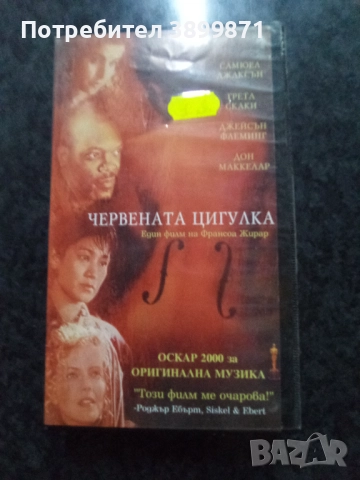 Потребител 3899871
САМЮЕЛ
ДЖАКСЪН
ГРЕТА
СКАКИ
ДЖЕЙСЪН
ФЛЕМИНГ
ДОН
МАККЕЛАР
ЧЕРВЕНАТА ЦИГУЛКА
Един филм на Франсоа Жирар
ОСКАР 2000 за
ОРИГИНАЛНА МУЗИКА
"Този филм ме очарова!"
-Роджър Ебърт, Siskel & Ebert
BAZAR